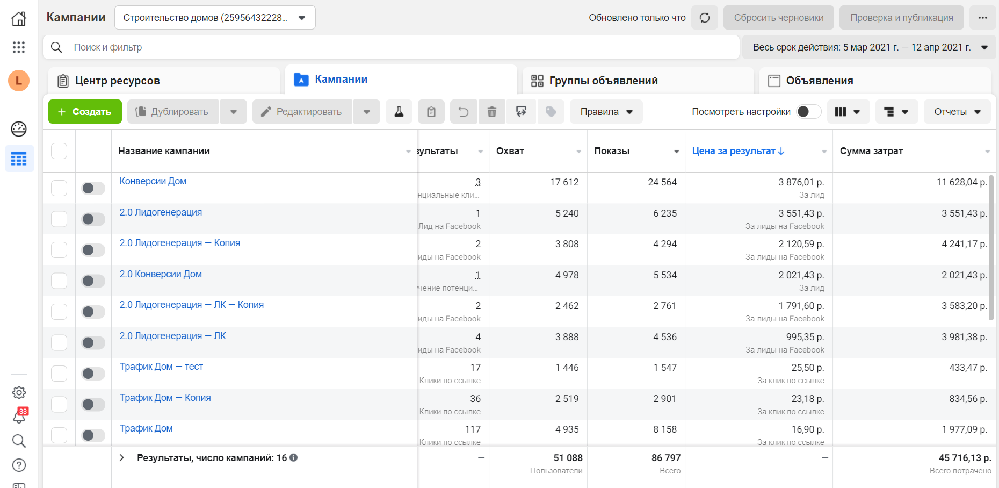 Кампании
Строительство домов (25956432228...
Обновлено только что
Сбросить черновики
Проверка и публикация
Поиск и фильтр
Весь срок действия: 5 мар 2021 г. — 12 апр 2021 г.
L
Центр ресурсов
Кампании
Группы объявлений
Объявления
+ Создать
Дублировать
Редактировать
Правила
Посмотреть настройки
Отчеты
Название кампании
зультаты
Охват
Показы
Цена за результат ↓
Сумма затрат
Конверсии Дом
3
17 612
24 564
3 876,01 р.
11 628,04 р.
нциальные кли...
За лид
2.0 Лидогенерация
1
5 240
6 235
3 551,43 р.
3 551,43 р.
Лид на Facebook
За лиды на Facebook
2.0 Лидогенерация — Копия
2
3 808
4 294
2 120,59 р.
4 241,17 р.
иды на Facebook
За лиды на Facebook
2.0 Конверсии Дом
1
4 978
5 534
2 021,43 р.
2 021,43 р.
чение потенци...
За лид
2.0 Лидогенерация — ЛК — Копия
2
2 462
2 761
1 791,60 р.
3 583,20 р.
иды на Facebook
За лиды на Facebook
2.0 Лидогенерация — ЛК
4
3 888
4 536
995,35 р.
3 981,38 р.
иды на Facebook
За лиды на Facebook
Трафик Дом — тест
17
1 446
1 547
25,50 р.
433,47 р.
Клики по ссылке
За клик по ссылке
Трафик Дом — Копия
36
2 519
2 901
23,18 р.
834,56 р.
Клики по ссылке
За клик по ссылке
33
Трафик Дом
117
4 935
8 158
16,90 р.
1 977,09 р.
Клики по ссылке
За клик по ссылке
Результаты, число кампаний: 16
—
51 088
86 797
—
45 716,13 р.
Пользователи
Всего
Всего потрачено